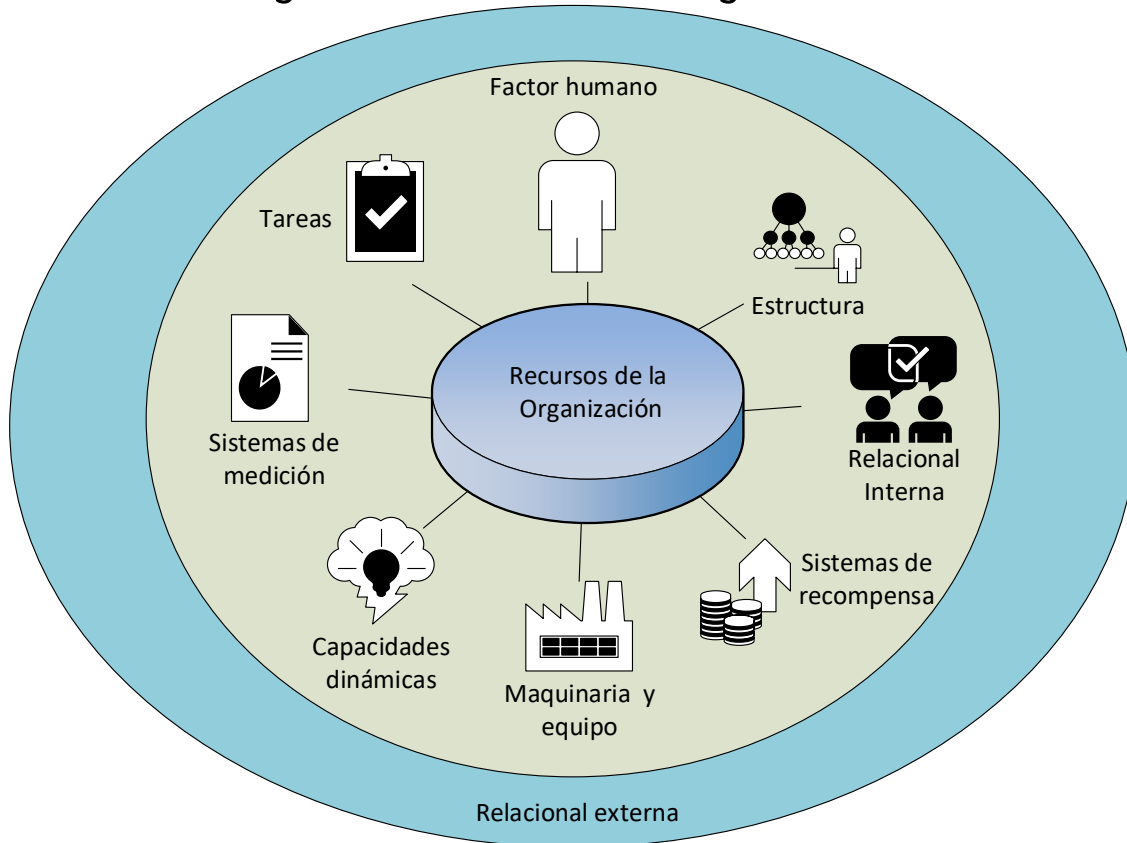 Factor humano
Tareas
Estructura
Recursos de la
Organización
Sistemas de
medición
Relacional
Interna
Sistemas de
recompensa
Capacidades
dinámicas
Maquinaria y
equipo
Relacional externa